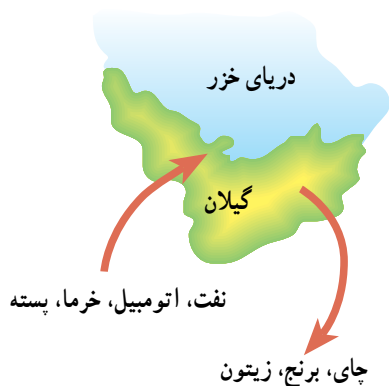 دریای خزر
گیلان
نفت، اتومبیل، خرما، پسته
چای، برنج، زیتون